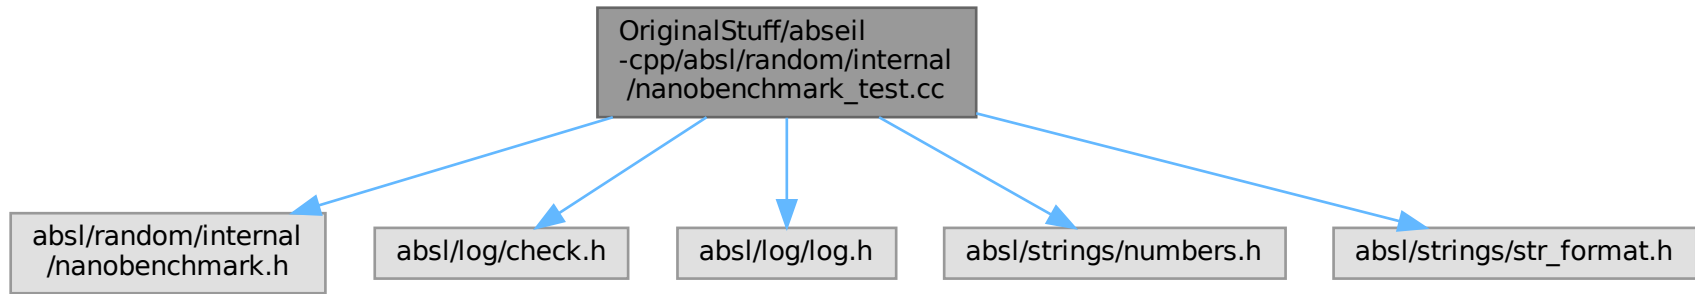 OriginalStuff/abseil
-cpp/absl/random/internal
/nanobenchmark_test.cc
absl/random/internal
/nanobenchmark.h
absl/log/check.h
absl/log/log.h
absl/strings/numbers.h
absl/strings/str_format.h